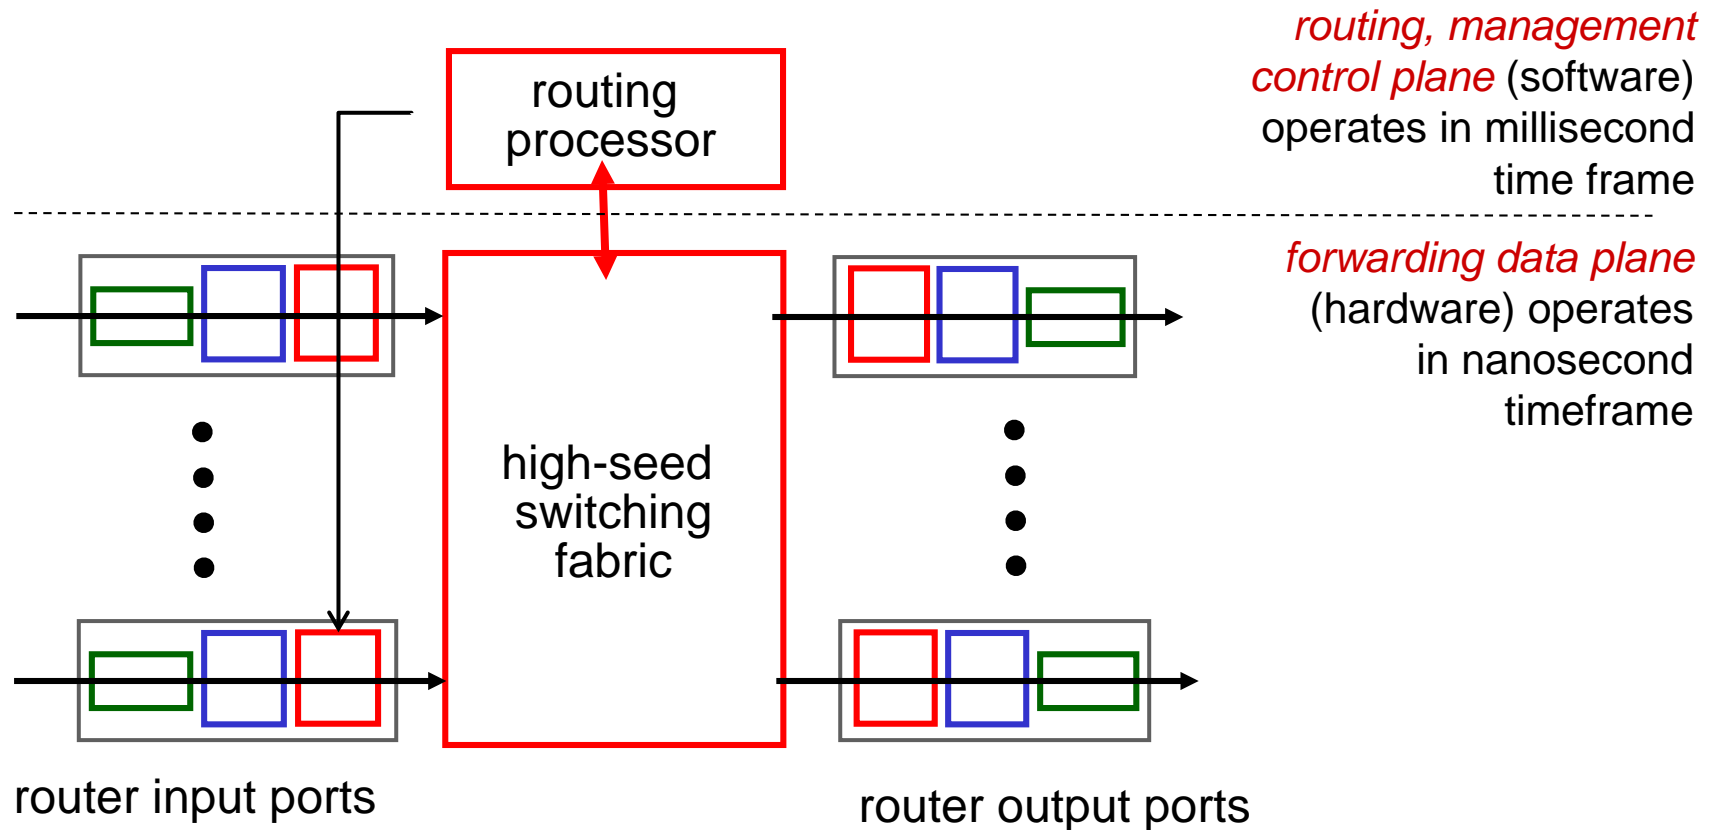 routing, management
control plane (software)
operates in millisecond
time frame
routing
processor
forwarding data plane
(hardware) operates
in nanosecond
timeframe
high-seed
switching
fabric
router input ports
router output ports